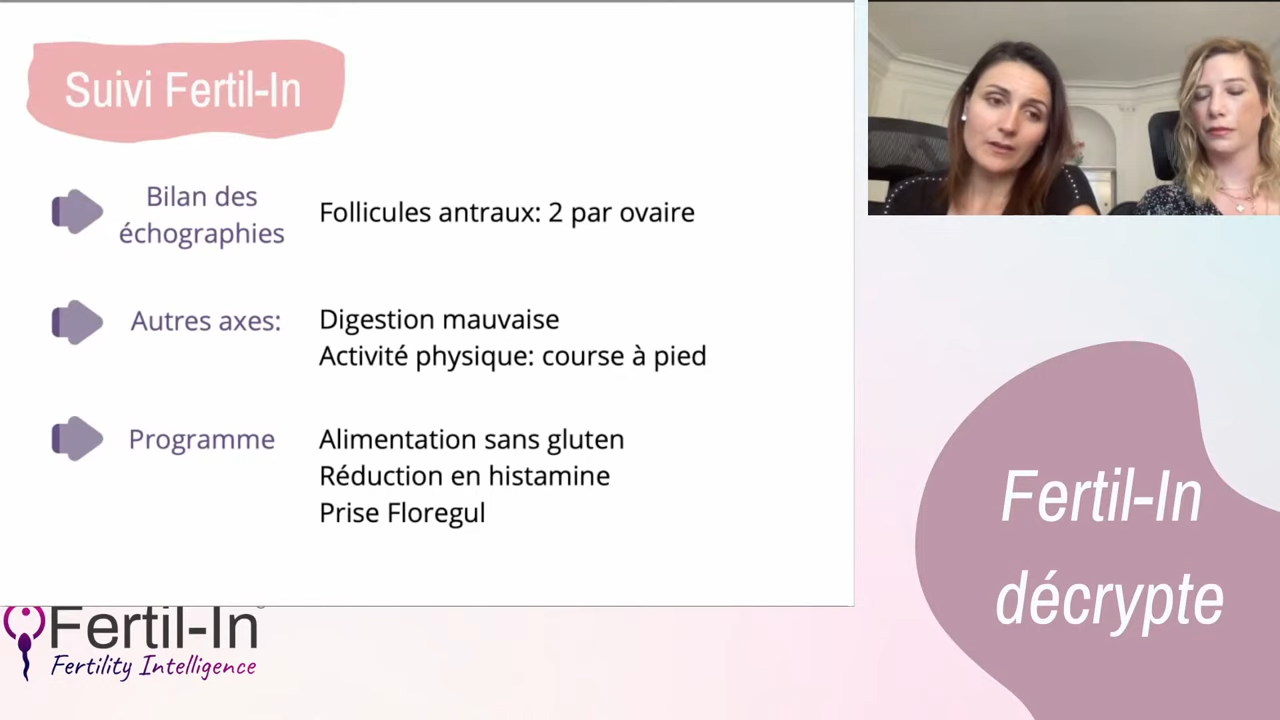 Suivi Fertil-In
Bilan des
échographies
Follicules antraux: 2 par ovaire
Autres axes:
Digestion mauvaise
Activité physique: course à pied
Programme
Alimentation sans gluten
Réduction en histamine
Prise Floregul
Fertil-In
décrypte
Fertil-In
Fertility Intelligence